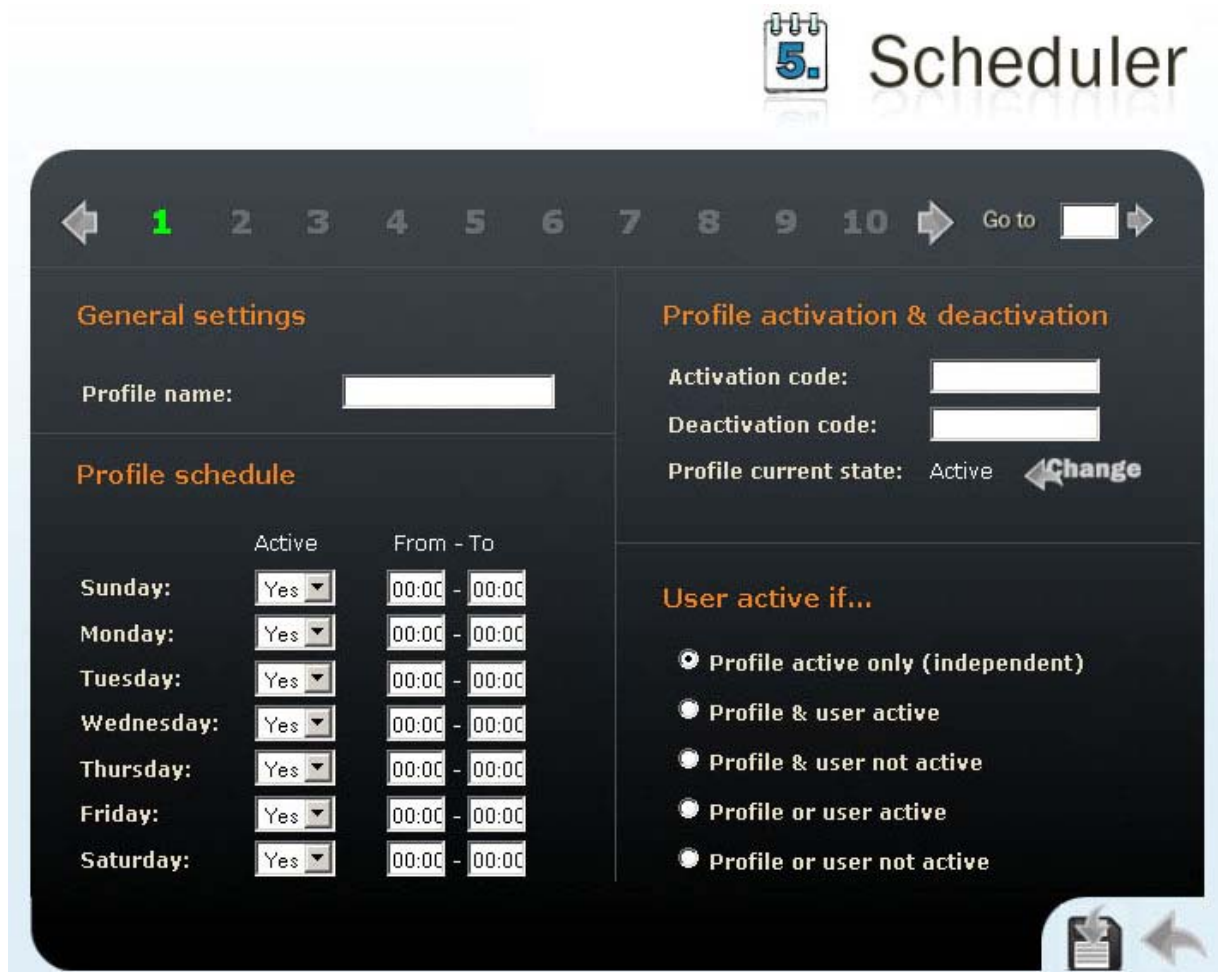 5. Scheduler
1 2 3 4 5 6 7 8 9 10 Go to
General settings
Profile name:
Profile schedule
Active From - To
Sunday: Yes 00:00 - 00:00
Monday: Yes 00:00 - 00:00
Tuesday: Yes 00:00 - 00:00
Wednesday: Yes 00:00 - 00:00
Thursday: Yes 00:00 - 00:00
Friday: Yes 00:00 - 00:00
Saturday: Yes 00:00 - 00:00
Profile activation & deactivation
Activation code:
Deactivation code:
Profile current state: Active Change
User active if...
Profile active only (independent)
Profile & user active
Profile & user not active
Profile or user active
Profile or user not active